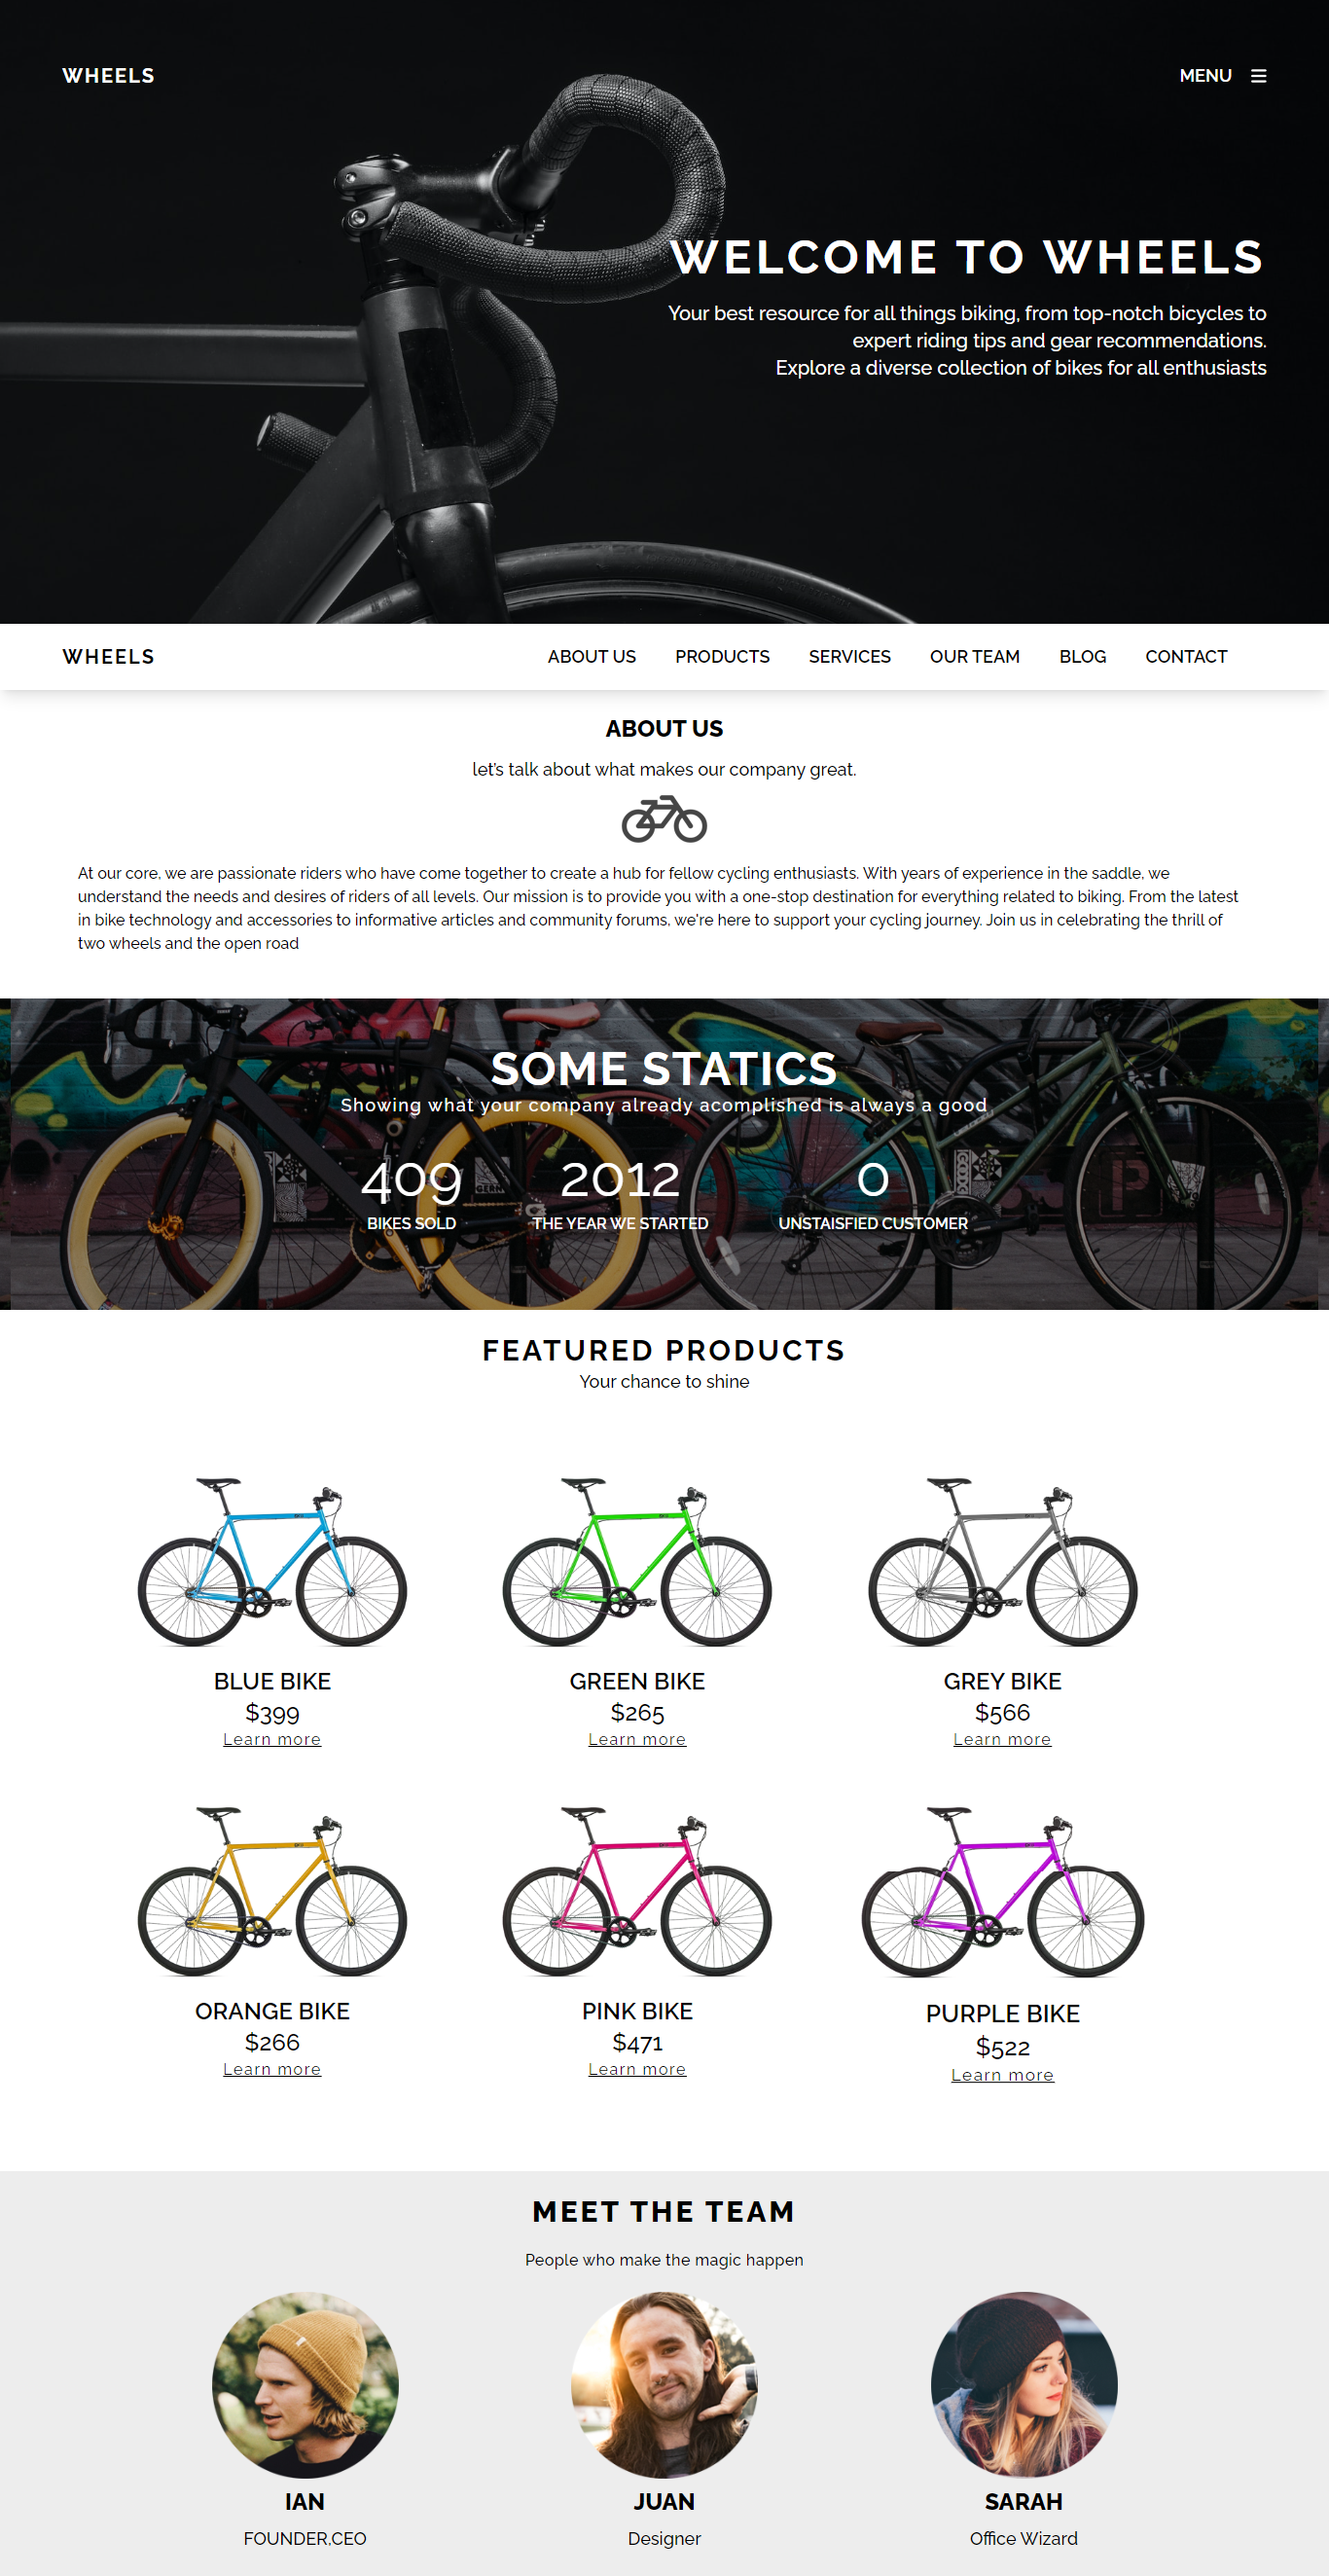 WHEELS
MENU
WELCOME TO WHEELS
Your best resource for all things biking, from top-notch bicycles to
expert riding tips and gear recommendations.
Explore a diverse collection of bikes for all enthusiasts
WHEELS
ABOUT US PRODUCTS SERVICES OUR TEAM BLOG CONTACT
ABOUT US
let's talk about what makes our company great.
At our core, we are passionate riders who have come together to create a hub for fellow cycling enthusiasts. With years of experience in the saddle, we
understand the needs and desires of riders of all levels. Our mission is to provide you with a one-stop destination for everything related to biking. From the latest
in bike technology and accessories to informative articles and community forums, we're here to support your cycling journey. Join us in celebrating the thrill of
two wheels and the open road
SOME STATICS
Showing what your company already acomplished is always a good
409 2012 0
BIKES SOLD THE YEAR WE STARTED UNSTAISFIED CUSTOMER
FEATURED PRODUCTS
Your chance to shine
BLUE BIKE GREEN BIKE GREY BIKE
$399 $265 $566
Learn more Learn more Learn more
ORANGE BIKE PINK BIKE PURPLE BIKE
$266 $471 $522
Learn more Learn more Learn more
MEET THE TEAM
People who make the magic happen
IAN JUAN SARAH
FOUNDER,CEO Designer Office Wizard